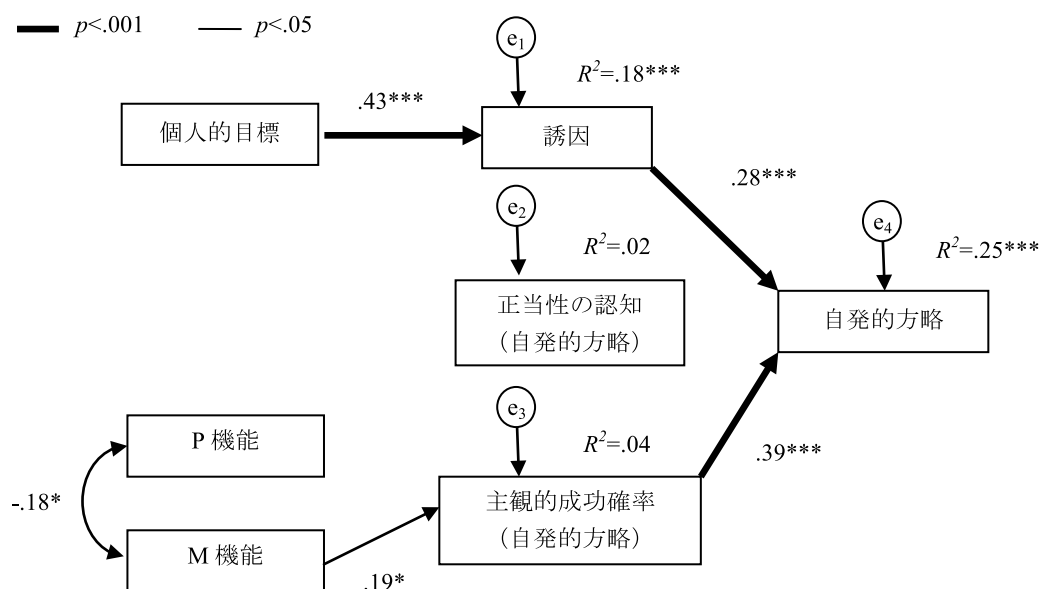 p<.001 p<.05
e1
R²=.18***
.43***
個人的目標
誘因
.28***
e2
R²=.02
e4
R²=.25***
正当性の認知
（自発的方略）
自発的方略
e3
R²=.04
P 機能
.39***
-.18*
主観的成功確率
（自発的方略）
M 機能
.19*